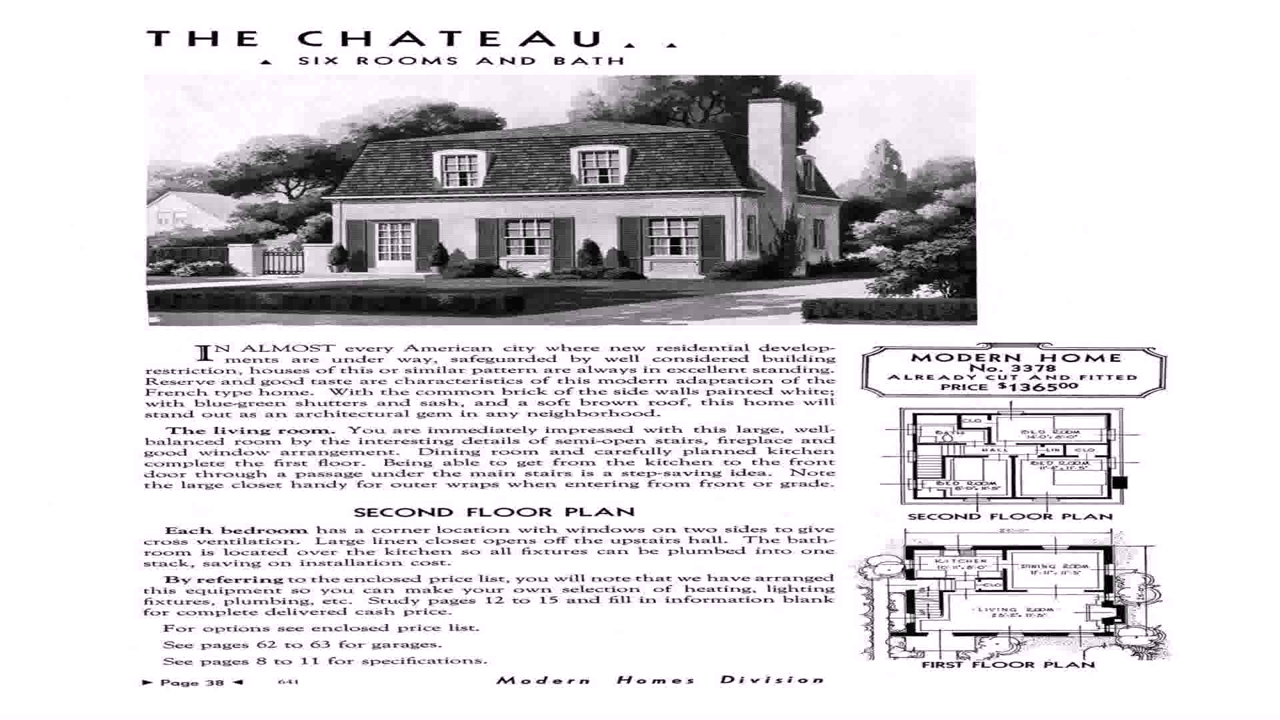 THE CHATEAU. .
SIX ROOMS AND BATH
IN ALMOST every American city where new residential develop-
ments are under way, safeguarded by well considered building
restriction, houses of this or similar pattern are always in excellent standing.
Reserve and good taste are characteristics of this modern adaptation of the
French type home. With the common brick of the side walls painted white;
with blue-green shutters and sash, and a soft brown roof, this home will
stand out as an architectural gem in any neighborhood.
The living room. You are immediately impressed with this large, well-
balanced room by the interesting details of semi-open stairs, fireplace and
good window arrangement. Dining room and carefully planned kitchen
complete the first floor. Being able to get from the kitchen to the front
door through a passage under the main stairs is a step-saving idea. Note
the large closet handy for outer wraps when entering from front or grade.
SECOND FLOOR PLAN
Each bedroom has a corner location with windows on two sides to give
cross ventilation. Large linen closet opens off the upstairs hall. The bath-
room is located over the kitchen so all fixtures can be plumbed into one
stack, saving on installation cost.
By referring to the enclosed price list, you will note that we have arranged
this equipment so you can make your own selection of heating, lighting
fixtures, plumbing, etc. Study pages 12 to 15 and fill in information blank
for complete delivered cash price.
For options see enclosed price list.
See pages 62 to 63 for garages.
See pages 8 to 11 for specifications.
Page 38
641
Modern Homes Division
MODERN HOME
No. 3378
ALREADY CUT AND FITTED
PRICE $1365⁰⁰
CLO
BATH
BED ROOM
HALL
LIN
CLO
BED ROOM
BED ROOM
SECOND FLOOR PLAN
KITCHEN
DINING ROOM
CLO
LIVING ROOM
FIRST FLOOR PLAN